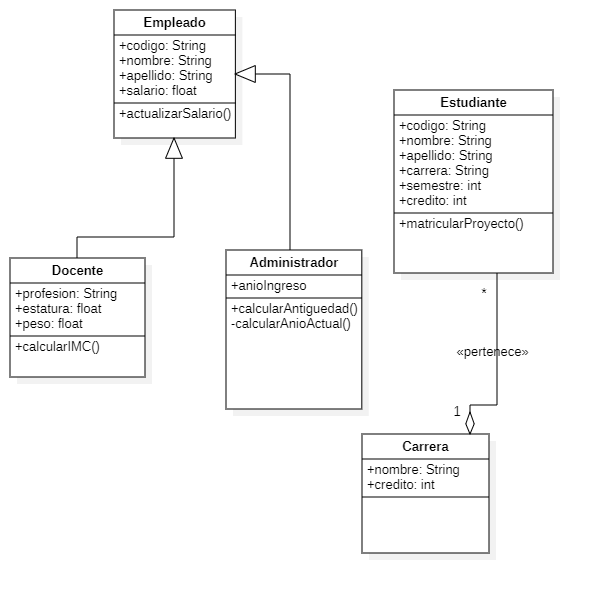 Empleado
+codigo: String
+nombre: String
+apellido: String
+salario: float
+actualizarSalario()
Estudiante
+codigo: String
+nombre: String
+apellido: String
+carrera: String
+semestre: int
+credito: int
+matricularProyecto()
Docente
+profesion: String
+estatura: float
+peso: float
+calcularIMC()
Administrador
+anioIngreso
+calcularAntiguedad()
-calcularAnioActual()
*
«pertenece»
1
Carrera
+nombre: String
+credito: int